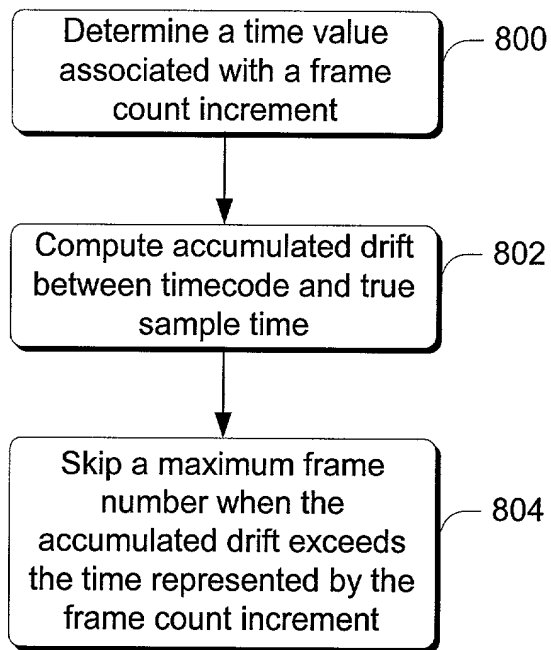 Determine a time value
associated with a frame
count increment
800
Compute accumulated drift
between timecode and true
sample time
802
Skip a maximum frame
number when the
accumulated drift exceeds
the time represented by the
frame count increment
804